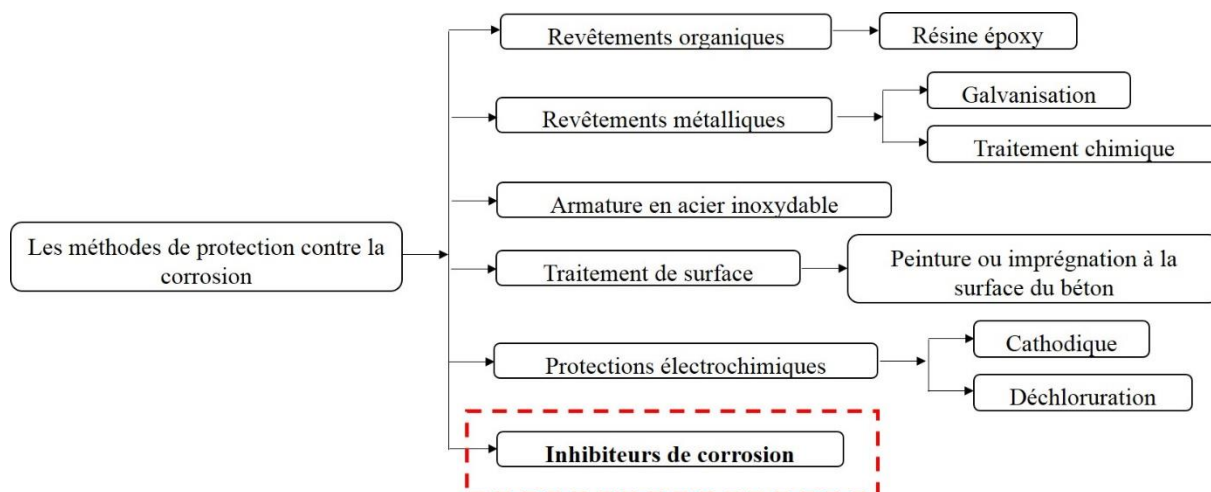 Revêtements organiques
Résine époxy
Revêtements métalliques
Galvanisation
Traitement chimique
Armature en acier inoxydable
Les méthodes de protection contre la
corrosion
Traitement de surface
Peinture ou imprégnation à la
surface du béton
Protections électrochimiques
Cathodique
Déchloruration
Inhibiteurs de corrosion